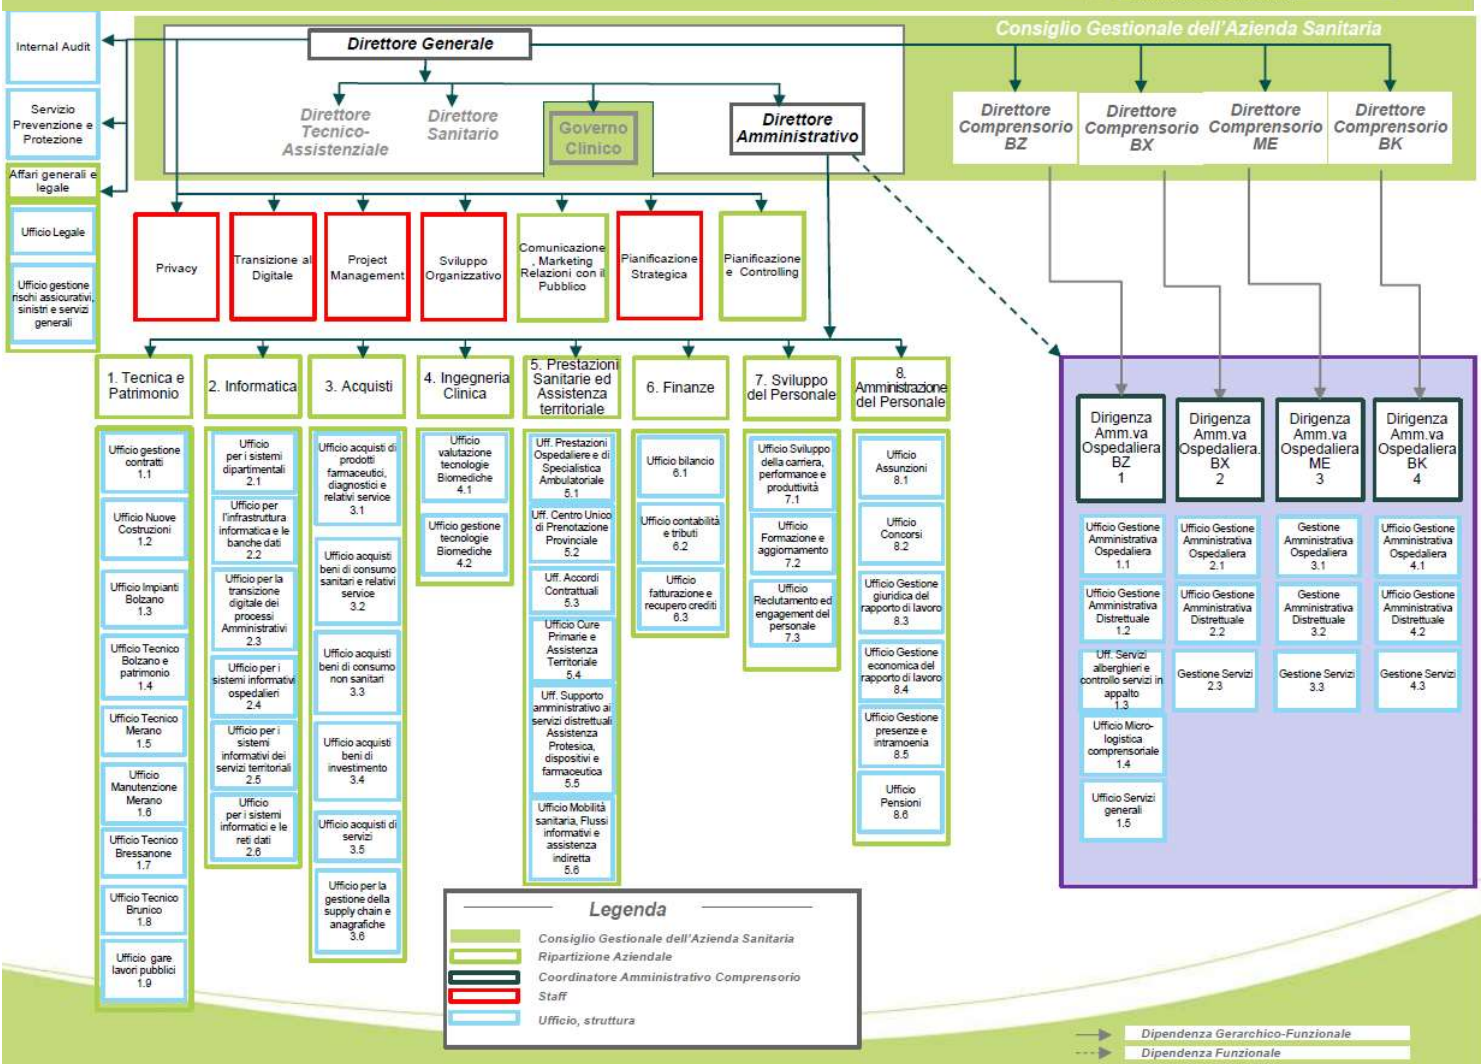 Consiglio Gestionale dell'Azienda Sanitaria
Internal Audit
Direttore Generale
Servizio
Prevenzione e
Protezione
Affari generali e
legale
Ufficio Legale
Ufficio gestione
rischi assicurativi,
sinistri e servizi
generali
Direttore
Tecnico-
Assistenziale
Direttore
Sanitario
Governo
Clinico
Direttore
Amministrativo
Direttore
Comprensorio
BZ
Direttore
Comprensorio
BX
Direttore
Comprensorio
ME
Direttore
Comprensorio
BK
Privacy
Transizione al
Digitale
Project
Management
Sviluppo
Organizzativo
Comunicazione
, Marketing
Relazioni con il
Pubblico
Pianificazione
Strategica
Pianificazione
e Controlling
1. Tecnica e
Patrimonio
Ufficio gestione
contratti
1.1
Ufficio Nuove
Costruzioni
1.2
Ufficio Impianti
Bolzano
1.3
Ufficio Tecnico
Bolzano e
patrimonio
1.4
Ufficio Tecnico
Merano
1.5
Ufficio
Manutenzione
Merano
1.6
Ufficio Tecnico
Bressanone
1.7
Ufficio Tecnico
Brunico
1.8
Ufficio gare
lavori pubblici
1.9
2. Informatica
Ufficio
per i sistemi
dipartimentali
2.1
Ufficio per
l'infrastruttura
informatica e le
banche dati
2.2
Ufficio per la
transizione
digitale dei
processi
Amministrativi
2.3
Ufficio per i
sistemi informativi
ospedalieri
2.4
Ufficio per i
sistemi
informativi dei
servizi territoriali
2.5
Ufficio
per i sistemi
informatici e le
reti dati
2.6
3. Acquisti
Ufficio acquisti di
prodotti
farmaceutici,
diagnostici e
relativi service
3.1
Ufficio acquisti
beni di consumo
sanitari e relativi
service
3.2
Ufficio acquisti
beni di consumo
non sanitari
3.3
Ufficio acquisti
beni di
investimento
3.4
Ufficio acquisti di
servizi
3.5
Ufficio per la
gestione della
supply chain e
anagrafiche
3.6
4. Ingegneria
Clinica
Ufficio
valutazione
tecnologie
Biomediche
4.1
Ufficio gestione
tecnologie
Biomediche
4.2
5. Prestazioni
Sanitarie ed
Assistenza
territoriale
Uff. Prestazioni
Ospedaliere e di
Specialistica
Ambulatoriale
5.1
Uff. Centro Unico
di Prenotazione
Provinciale
5.2
Uff. Accordi
Contrattuali
5.3
Ufficio Cure
Primarie e
Assistenza
Territoriale
5.4
Uff. Supporto
amministrativo ai
servizi distrettuali
Assistenza
Protesica,
dispositivi e
farmaceutica
5.5
Ufficio Mobilità
sanitaria, Flussi
informativi e
assistenza
indiretta
5.6
6. Finanze
Ufficio bilancio
6.1
Ufficio contabilità
e tributi
6.2
Ufficio
fatturazione e
recupero crediti
6.3
7. Sviluppo
del Personale
Ufficio Sviluppo
della carriera,
performance e
produttività
7.1
Ufficio
Formazione e
aggiornamento
7.2
Ufficio
Reclutamento ed
engagement del
personale
7.3
8.
Amministrazione
del Personale
Ufficio
Assunzioni
8.1
Ufficio
Concorsi
8.2
Ufficio Gestione
giuridica del
rapporto di lavoro
8.3
Ufficio Gestione
economica del
rapporto di lavoro
8.4
Ufficio Gestione
presenze e
intramoenia
8.5
Ufficio
Pensioni
8.6
Dirigenza
Amm.va
Ospedaliera
BZ
1
Ufficio Gestione
Amministrativa
Ospedaliera
1.1
Ufficio Gestione
Amministrativa
Distrettuale
1.2
Uff. Servizi
alberghieri e
controllo servizi in
appalto
1.3
Ufficio Micro-
logistica
comprensoriale
1.4
Ufficio Servizi
generali
1.5
Dirigenza
Amm.va
Ospedaliera.
BX
2
Ufficio Gestione
Amministrativa
Ospedaliera
2.1
Ufficio Gestione
Amministrativa
Distrettuale
2.2
Gestione Servizi
2.3
Dirigenza
Amm.va
Ospedaliera
ME
3
Gestione
Amministrativa
Ospedaliera
3.1
Gestione
Amministrativa
Distrettuale
3.2
Gestione Servizi
3.3
Dirigenza
Amm.va
Ospedaliera
BK
4
Ufficio Gestione
Amministrativa
Ospedaliera
4.1
Ufficio Gestione
Amministrativa
Distrettuale
4.2
Gestione Servizi
4.3
Legenda
Consiglio Gestionale dell'Azienda Sanitaria
Ripartizione Aziendale
Coordinatore Amministrativo Comprensorio
Staff
Ufficio, struttura
Dipendenza Gerarchico-Funzionale
Dipendenza Funzionale